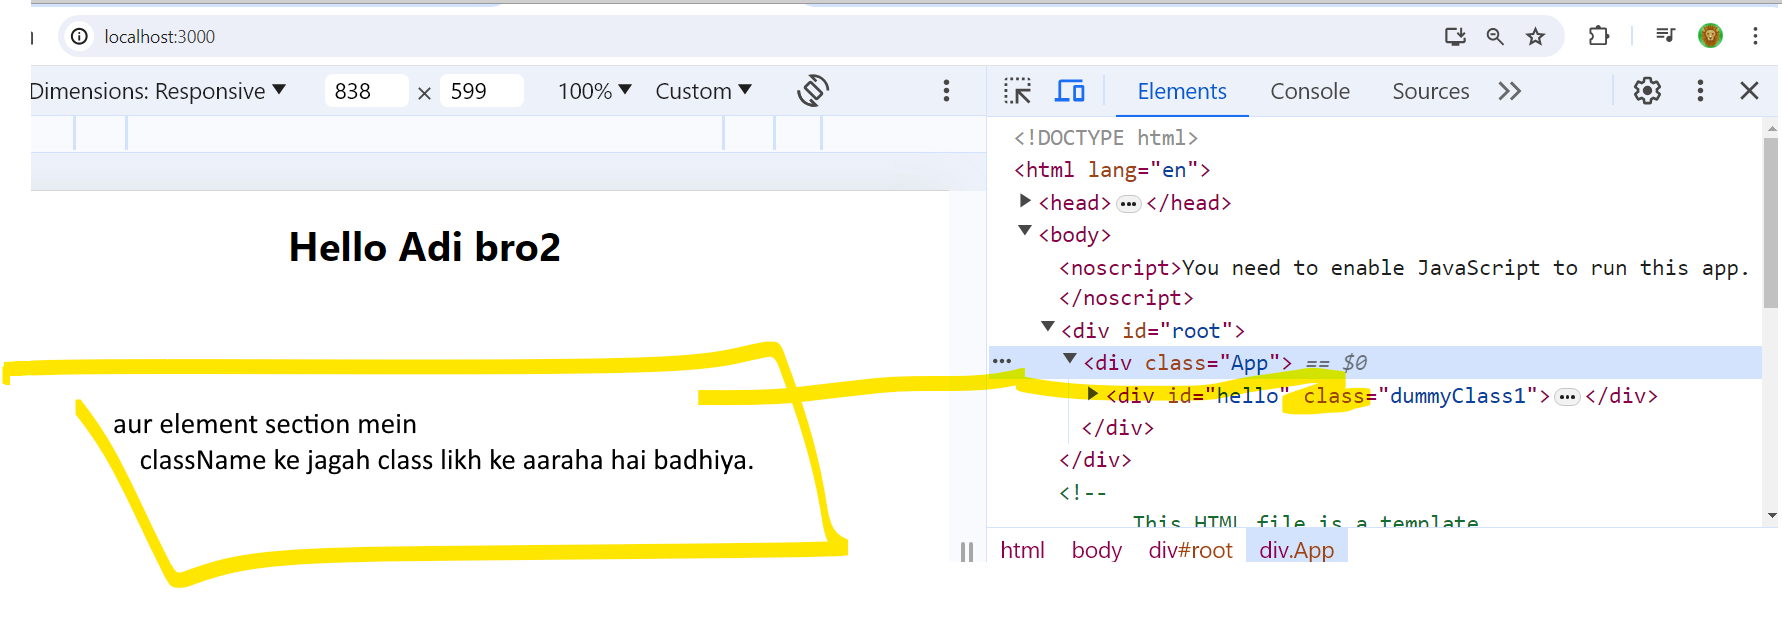 localhost:3000
Dimensions: Responsive 838 × 599 100% Custom
Elements Console Sources
<!DOCTYPE html>
<html lang="en">
<head>•••</head>
<body>
<noscript>You need to enable JavaScript to run this app.
</noscript>
<div id="root">
••• <div class="App"> == $0
<div id="hello" class="dummyClass1">•••</div>
</div>
</div>
<!--
This HTML file is a template
html body div#root div.App
Hello Adi bro2
aur element section mein
className ke jagah class likh ke aaraha hai badhiya.